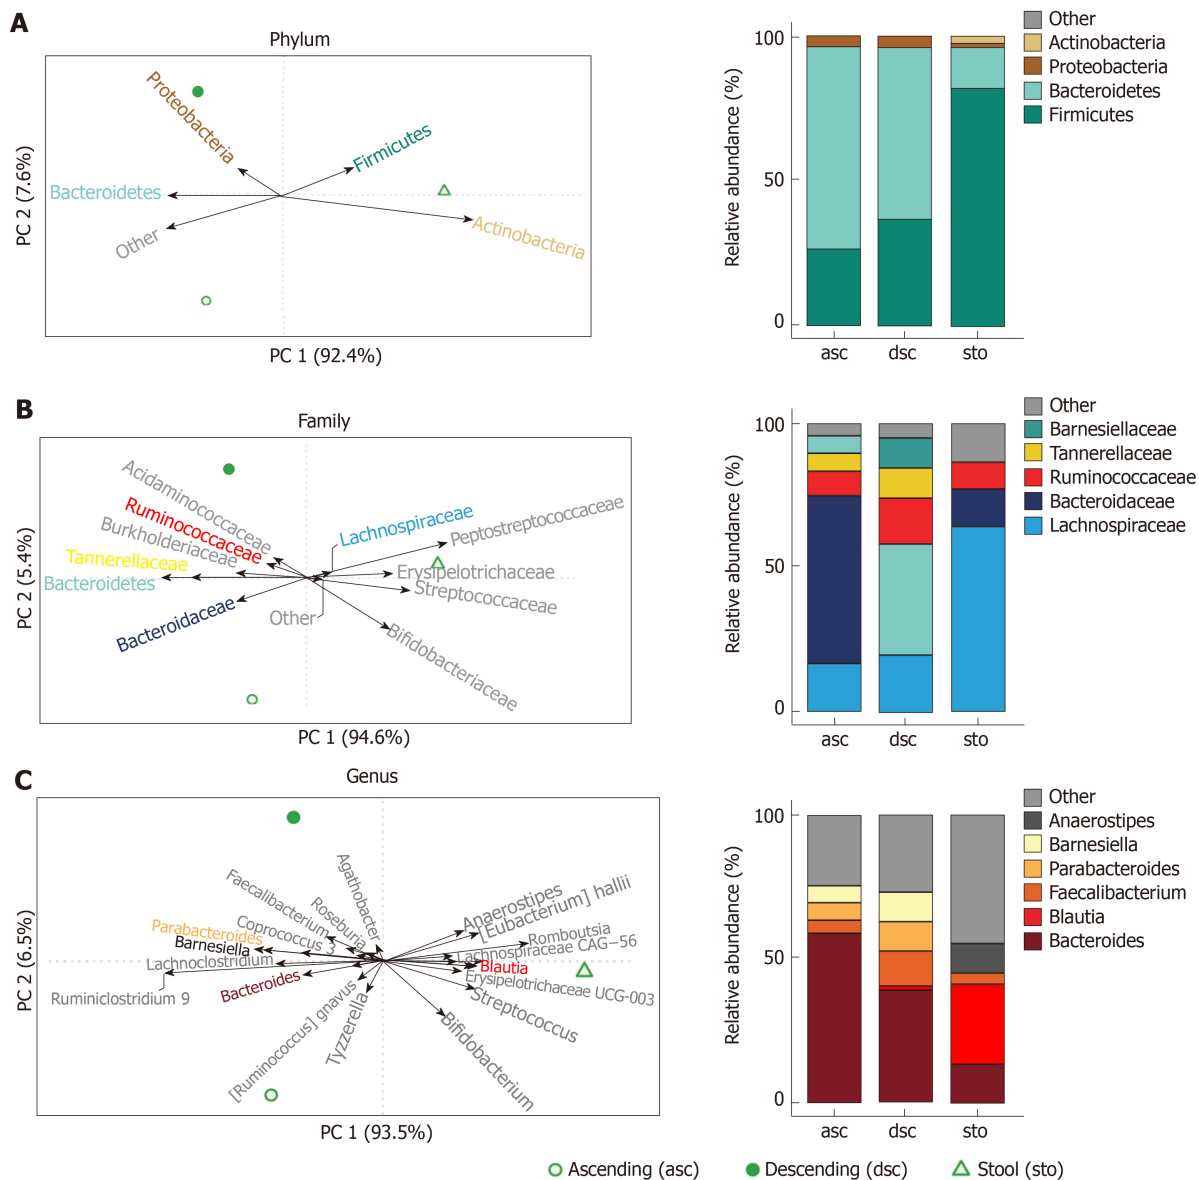 A
Phylum
Proteobacteria
Firmicutes
Bacteroidetes
Other
Actinobacteria
PC 2 (7.6%)
PC 1 (92.4%)
Relative abundance (%)
100
50
0
asc dsc sto
Other
Actinobacteria
Proteobacteria
Bacteroidetes
Firmicutes
B
Family
Acidaminococcaceae
Ruminococcaceae
Burkholderiaceae
Tannerellaceae
Bacteroidetes
Bacteroidaceae
Lachnospiraceae
Peptostreptococcaceae
Erysipelotrichaceae
Streptococcaceae
Other
Bifidobacteriaceae
PC 2 (5.4%)
PC 1 (94.6%)
Relative abundance (%)
100
50
0
asc dsc sto
Other
Barnesiellaceae
Tannerellaceae
Ruminococcaceae
Bacteroidaceae
Lachnospiraceae
C
Genus
Agathobacter
Faecalibacterium
Roseburia
Coprococcus 3
Parabacteroides
Barnesiella
Lachnoclostridium
Ruminiclostridium 9
Bacteroides
[Ruminococcus] gnavus
Tyzzerella
Anaerostipes
[Eubacterium] hallii
Romboutsia
Lachnospiraceae CAG-56
Blautia
Erysipelotrichaceae UCG-003
Streptococcus
Bifidobacterium
PC 2 (6.5%)
PC 1 (93.5%)
Relative abundance (%)
100
50
0
asc dsc sto
Other
Anaerostipes
Barnesiella
Parabacteroides
Faecalibacterium
Blautia
Bacteroides
Ascending (asc) Descending (dsc) Stool (sto)